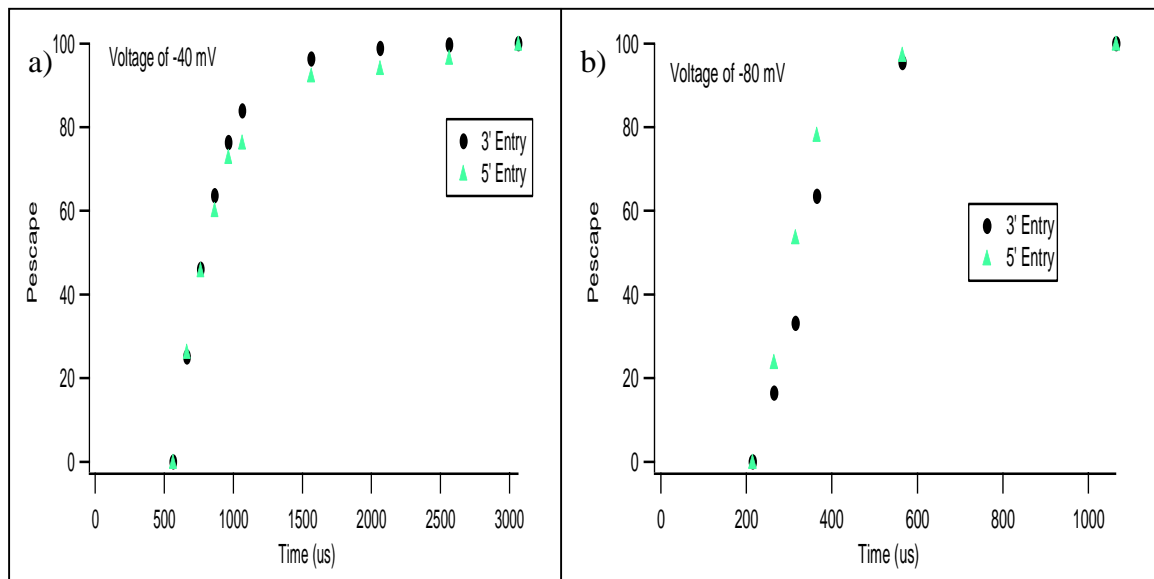 a)
Voltage of -40 mV
100
80
60
40
20
0
Pescape
3' Entry
5' Entry
0 500 1000 1500 2000 2500 3000
Time (us)
b)
Voltage of -80 mV
100
80
60
40
20
0
Pescape
3' Entry
5' Entry
0 200 400 600 800 1000
Time (us)